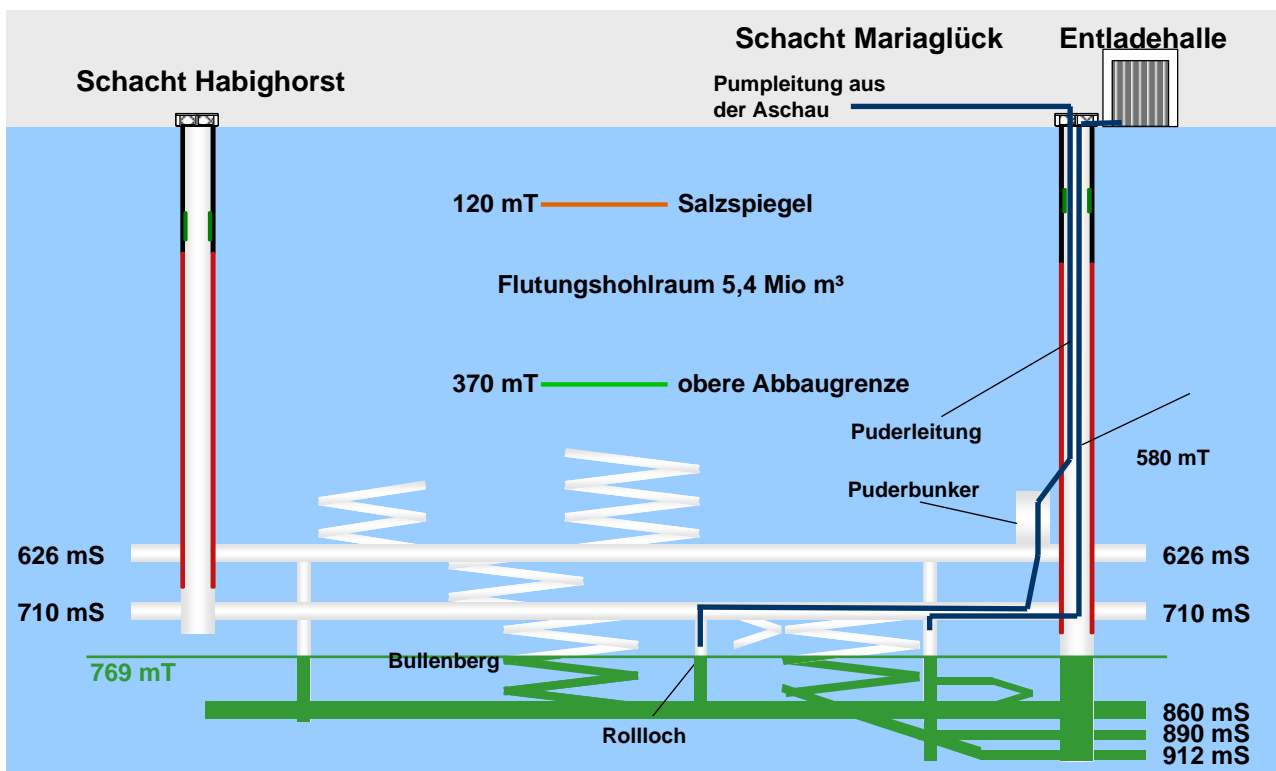 Schacht Mariaglück
Entladehalle
Schacht Habighorst
Pumpleitung aus
der Aschau
120 mT
Salzspiegel
Flutungshohlraum 5,4 Mio m³
370 mT
obere Abbaugrenze
Puderleitung
580 mT
Puderbunker
626 mS
626 mS
710 mS
710 mS
Bullenberg
769 mT
860 mS
Rollloch
890 mS
912 mS